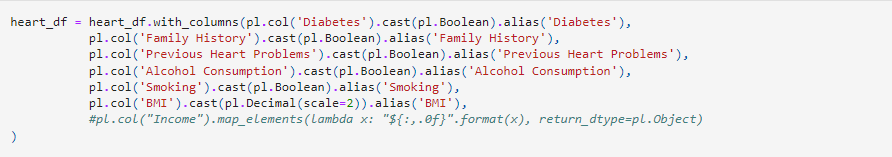 heart_df = heart_df.with_columns(pl.col('Diabetes').cast(pl.Boolean).alias('Diabetes'),
pl.col('Family History').cast(pl.Boolean).alias('Family History'),
pl.col('Previous Heart Problems').cast(pl.Boolean).alias('Previous Heart Problems'),
pl.col('Alcohol Consumption').cast(pl.Boolean).alias('Alcohol Consumption'),
pl.col('Smoking').cast(pl.Boolean).alias('Smoking'),
pl.col('BMI').cast(pl.Decimal(scale=2)).alias('BMI'),
#pl.col("Income").map_elements(lambda x: "${:,.0f}".format(x), return_dtype=pl.Object)
)